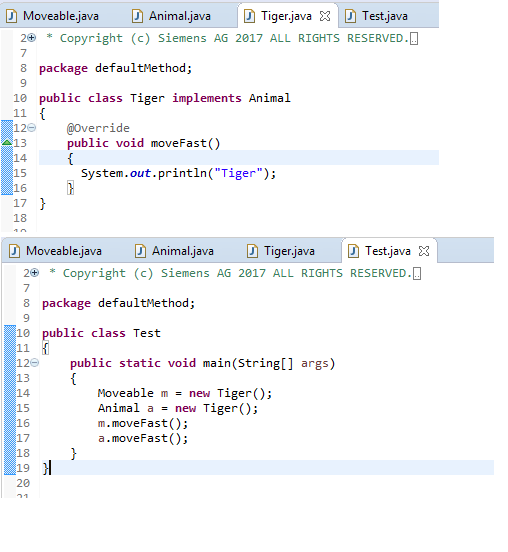 Moveable.java Animal.java Tiger.java Test.java
2 * Copyright (c) Siemens AG 2017 ALL RIGHTS RESERVED.
7
8 package defaultMethod;
9
10 public class Tiger implements Animal
11 {
12 @Override
13 public void moveFast()
14 {
15 System.out.println("Tiger");
16 }
17 }
18
Moveable.java Animal.java Tiger.java Test.java
2 * Copyright (c) Siemens AG 2017 ALL RIGHTS RESERVED.
7
8 package defaultMethod;
9
10 public class Test
11 {
12 public static void main(String[] args)
13 {
14 Moveable m = new Tiger();
15 Animal a = new Tiger();
16 m.moveFast();
17 a.moveFast();
18 }
19 }
20
21